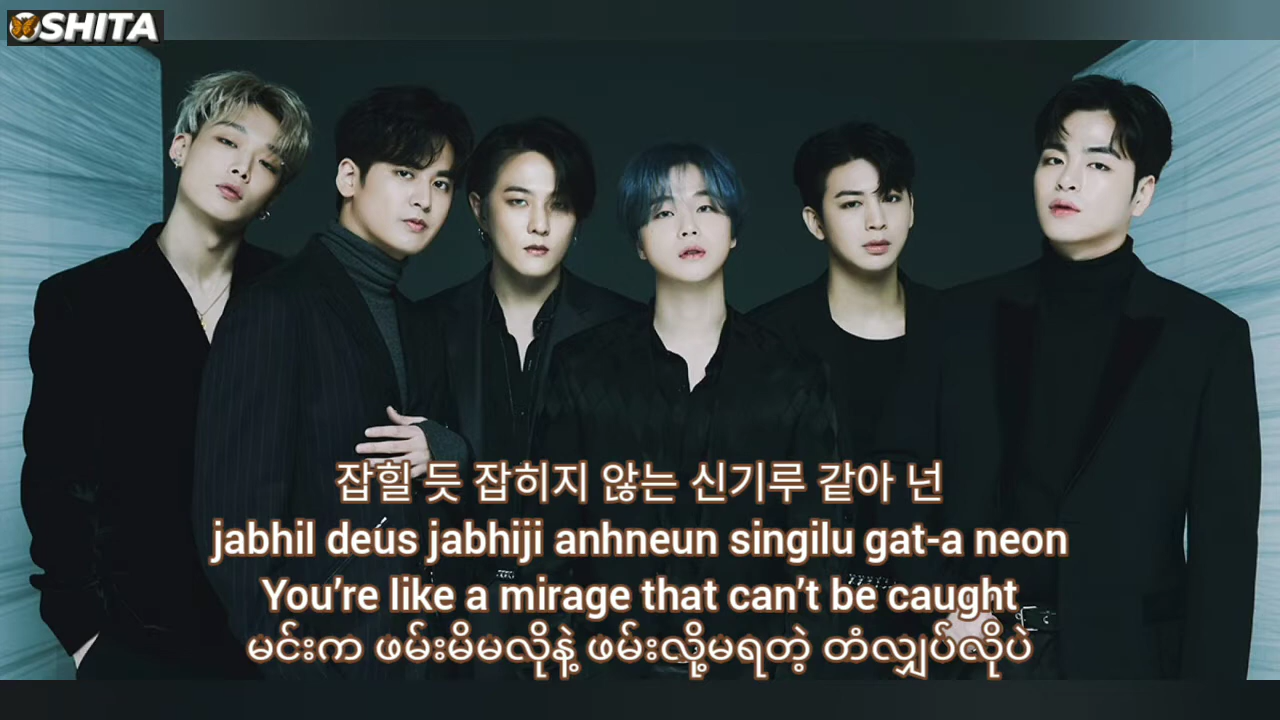 SHITA
잡힐 듯 잡히지 않는 신기루 같아 넌
jabhil deus jabhiji anhneun singilu gat-a neon
You're like a mirage that can't be caught
မင်းက ဖမ်းမိမလိုနဲ့ ဖမ်းလို့မရတဲ့ တံလျှပ်လိုပဲ